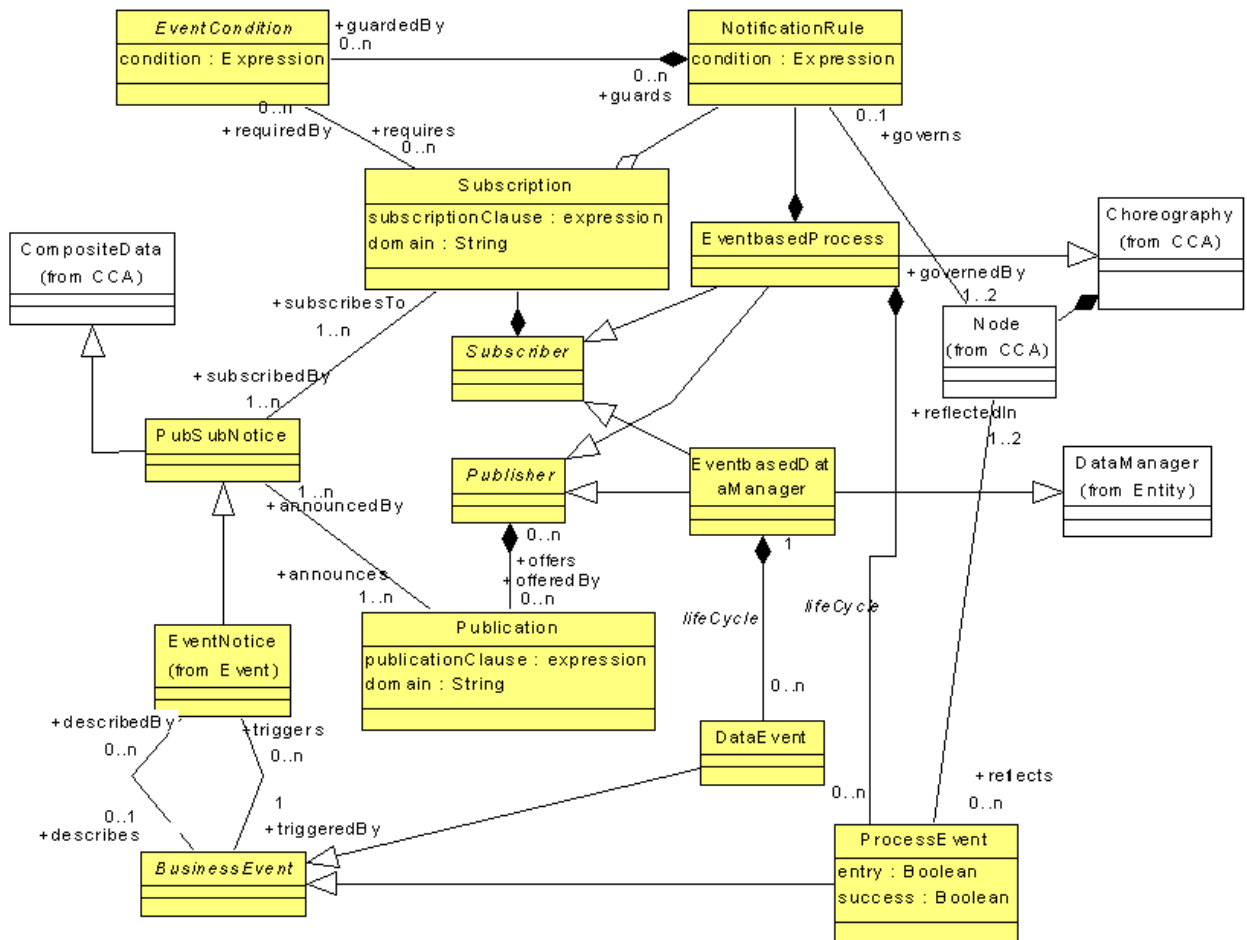 EventCondition
condition : Expression
+guardedBy
0..n
NotificationRule
condition : Expression
0..n
+guards
0..n
+requiredBy
+requires
0..n
0..1
+governs
Subscription
subscriptionClause : expression
domain : String
EventbasedProcess
Choreography
(from CCA)
CompositeData
(from CCA)
+governedBy
1..2
+subscribesTo
1..n
Node
(from CCA)
Subscriber
+subscribedBy
1..n
+reflectedIn
1..2
PubSubNotice
Publisher
EventbasedDat
aManager
DataManager
(from Entity)
1..n
+announcedBy
0..n
+offers
+offeredBy
0..n
1
+announces
1..n
lifeCycle
lifeCycle
Publication
publicationClause : expression
domain : String
EventNotice
(from Event)
0..n
+describedBy
0..n
+triggers
0..n
DataEvent
0..n
+reflects
0..n
0..1
+describes
1
+triggeredBy
BusinessEvent
ProcessEvent
entry : Boolean
success : Boolean